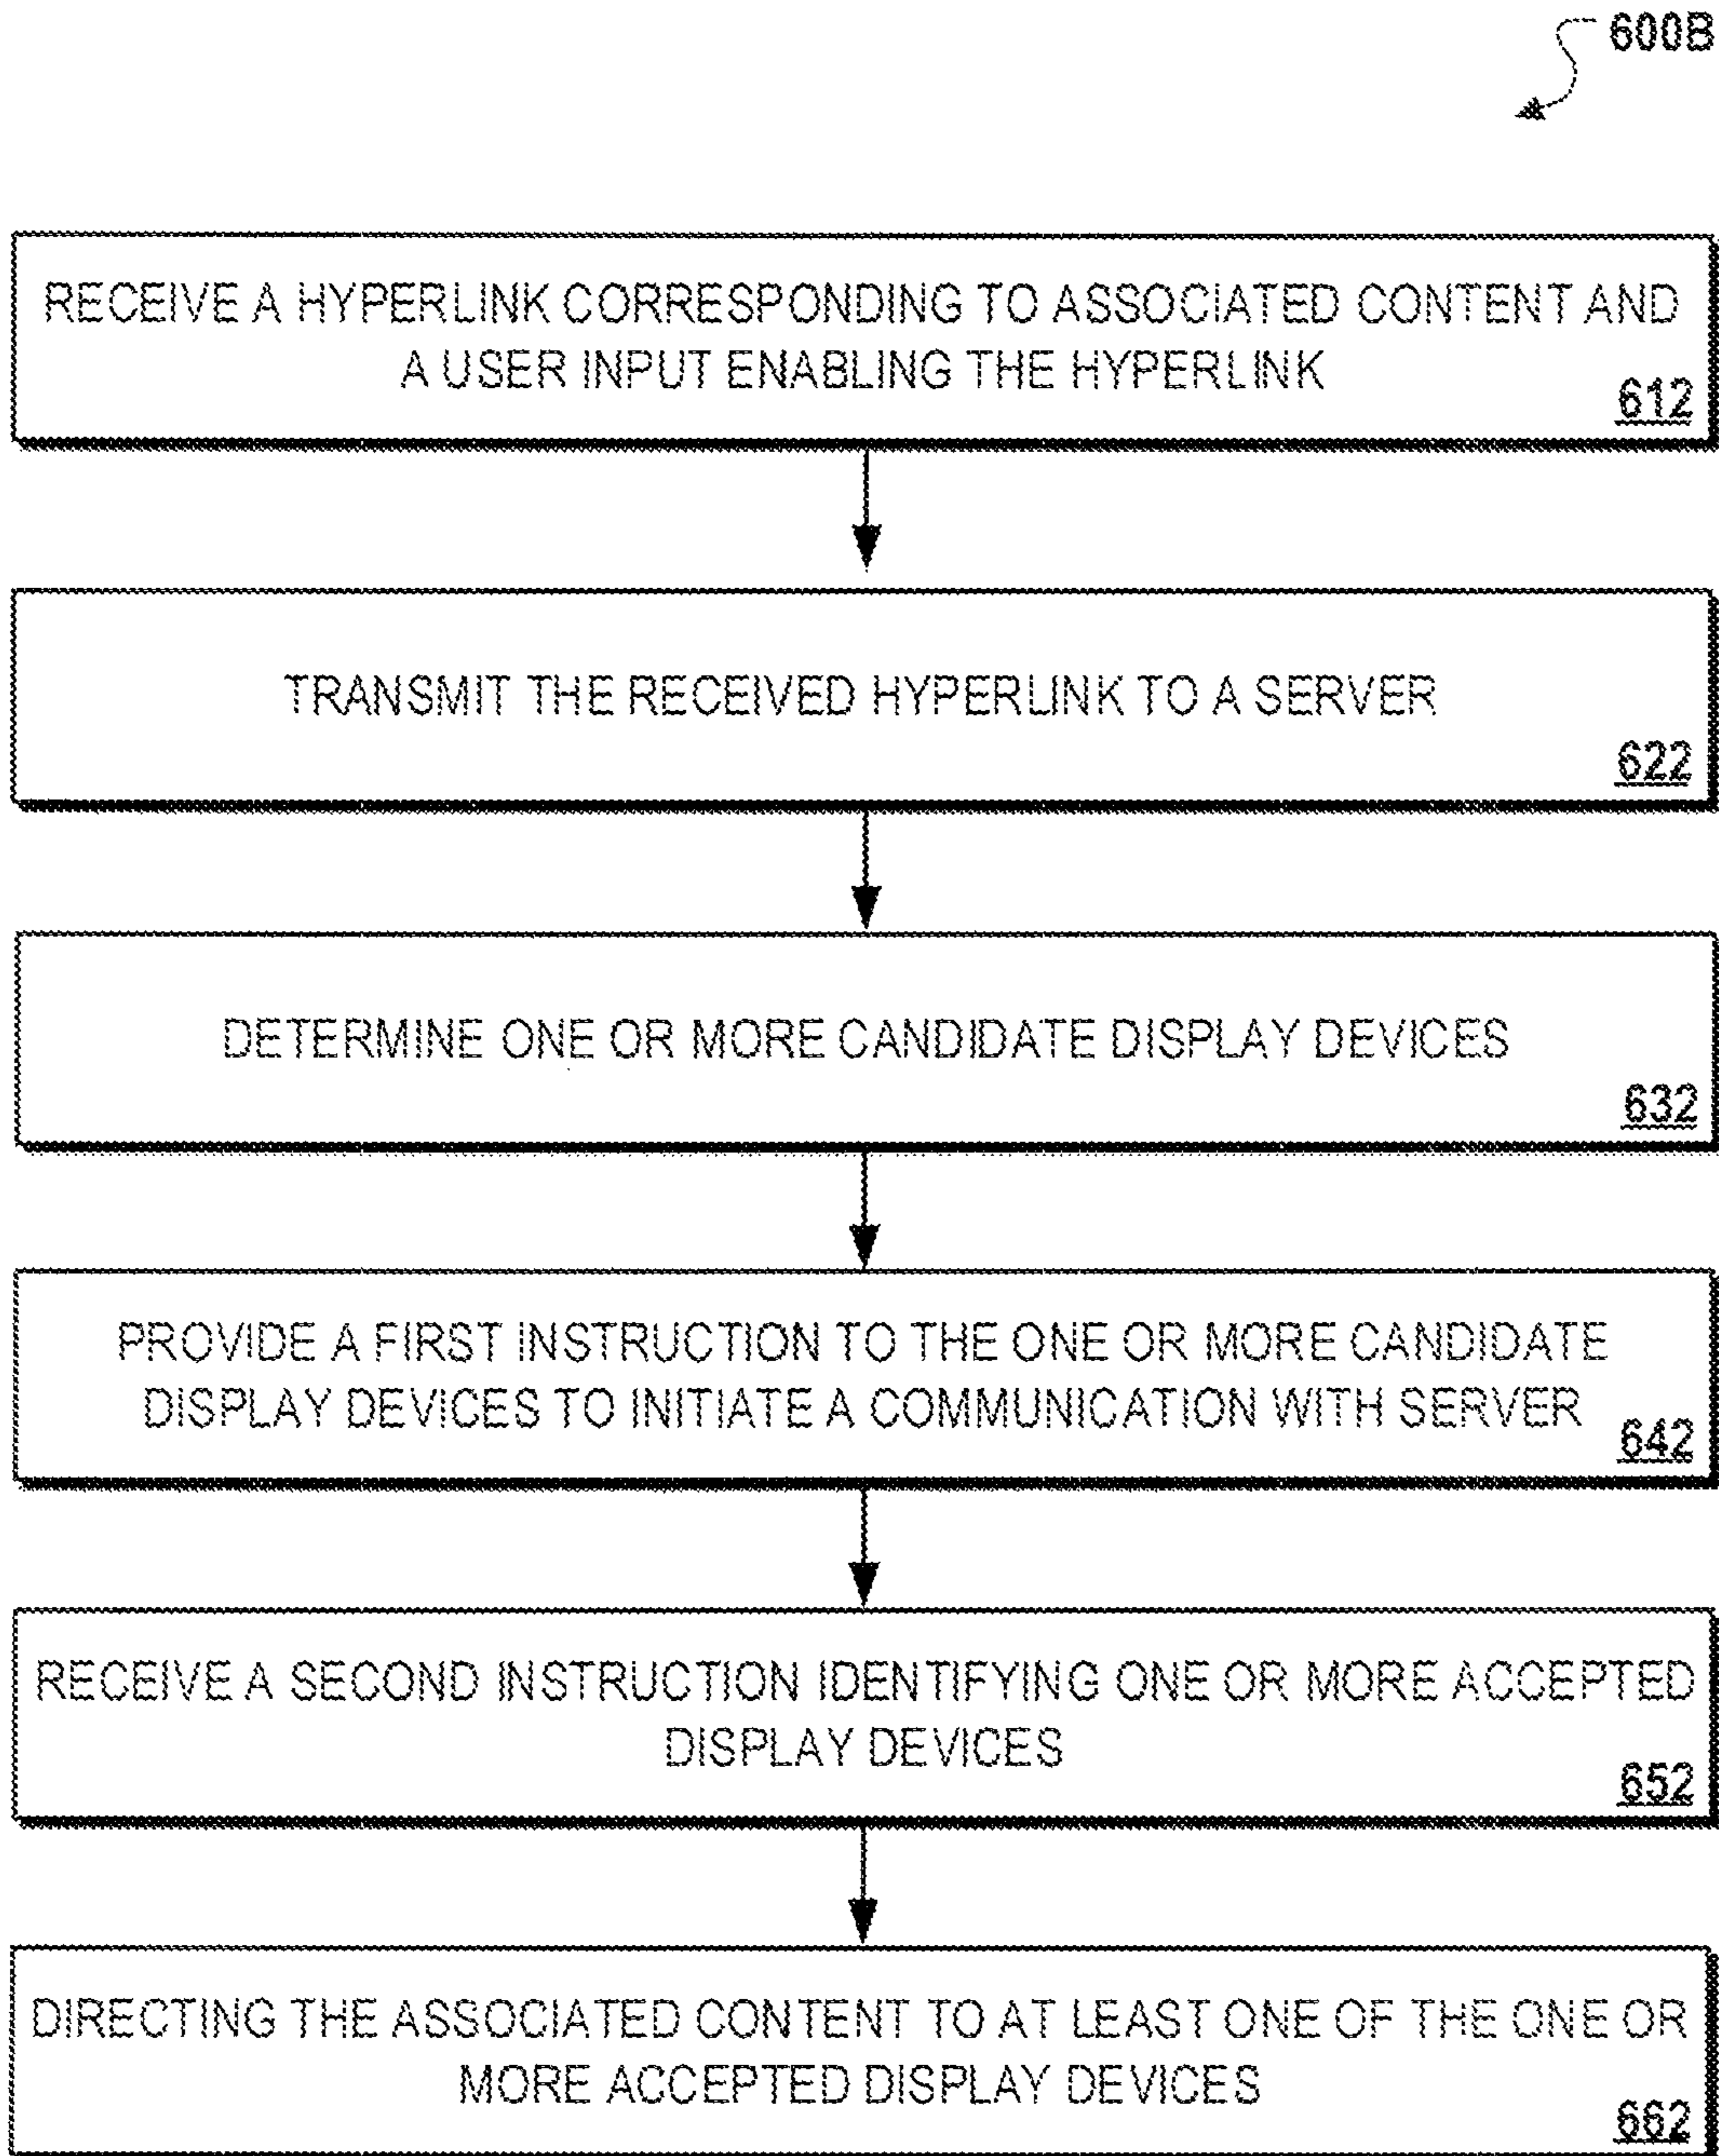 600B
RECEIVE A HYPERLINK CORRESPONDING TO ASSOCIATED CONTENT AND
A USER INPUT ENABLING THE HYPERLINK
612
TRANSMIT THE RECEIVED HYPERLINK TO A SERVER
622
DETERMINE ONE OR MORE CANDIDATE DISPLAY DEVICES
632
PROVIDE A FIRST INSTRUCTION TO THE ONE OR MORE CANDIDATE
DISPLAY DEVICES TO INITIATE A COMMUNICATION WITH SERVER
642
RECEIVE A SECOND INSTRUCTION IDENTIFYING ONE OR MORE ACCEPTED
DISPLAY DEVICES
652
DIRECTING THE ASSOCIATED CONTENT TO AT LEAST ONE OF THE ONE OR
MORE ACCEPTED DISPLAY DEVICES
662